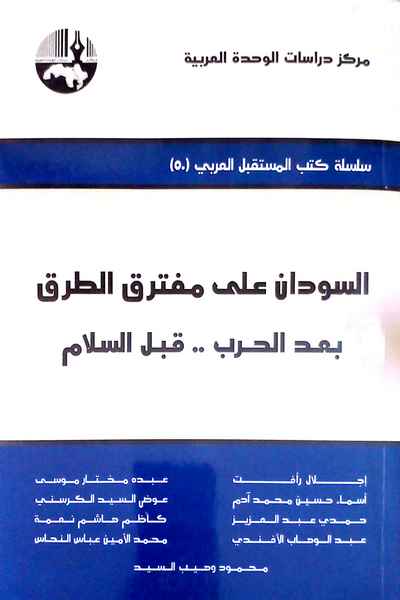 مركز دراسات الوحدة العربية
سلسلة كتب المستقبل العربي (٥٠)
السودان على مفترق الطرق
بعد الحرب .. قبل السلام
إجلال رأفت
أسماء حسين محمد آدم
حمدي عبد العزيز
عبد الوهاب الأفندي
عبده مختار موسى
عوض السيد الكرسني
كاظم هاشم نعمة
محمد الأمين عباس النحاس
محمود وهيب السيد